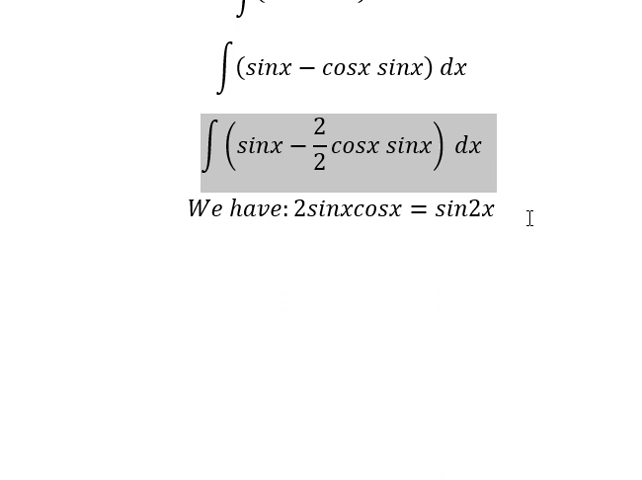 ∫(sinx − cosx sinx) dx
∫(sinx − 2/2 cosx sinx) dx
We have: 2sinxcosx = sin2x